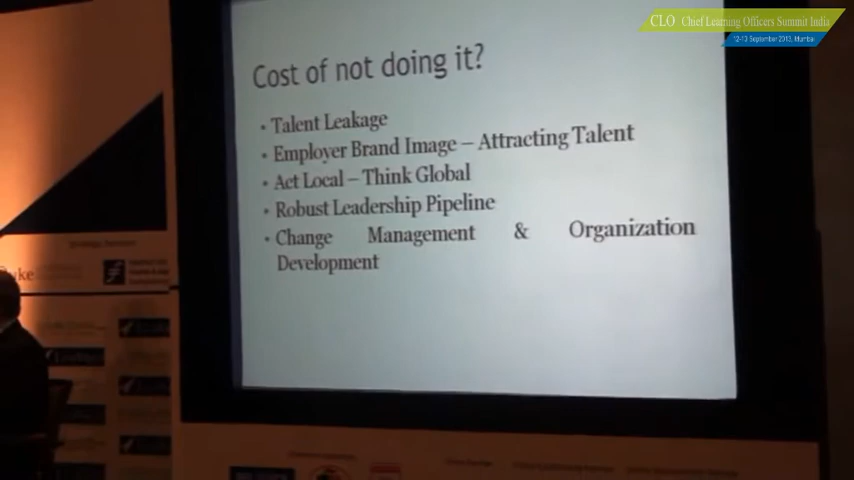 CLO Chief Learning Officers Summit India
12-13 September 2013, Mumbai
Cost of not doing it?
• Talent Leakage
• Employer Brand Image – Attracting Talent
• Act Local – Think Global
• Robust Leadership Pipeline
• Change Management & Organization
Development